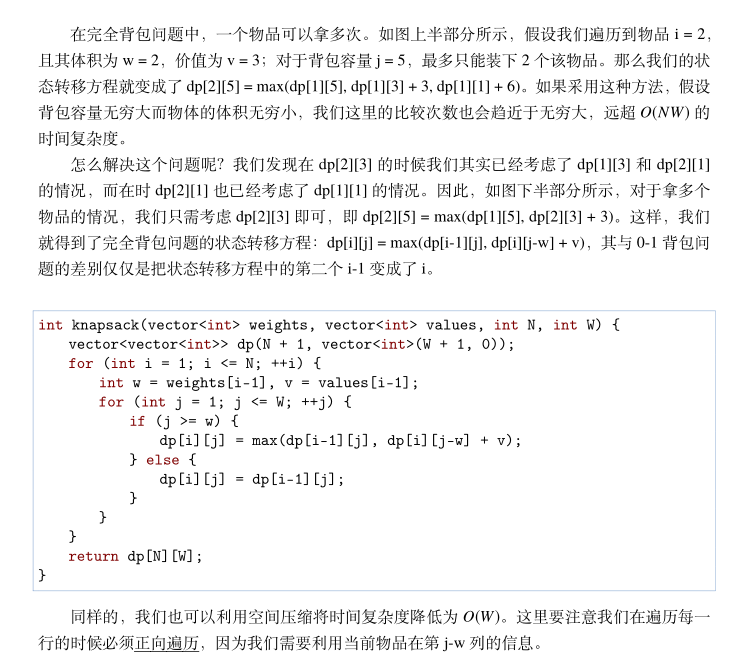 在完全背包问题中，一个物品可以拿多次。如图上半部分所示，假设我们遍历到物品 i = 2，
且其体积为 w = 2，价值为 v = 3；对于背包容量 j = 5，最多只能装下 2 个该物品。那么我们的状
态转移方程就变成了 dp[2][5] = max(dp[1][5], dp[1][3] + 3, dp[1][1] + 6)。如果采用这种方法，假设
背包容量无穷大而物体的体积无穷小，我们这里的比较次数也会趋近于无穷大，远超 O(NW) 的
时间复杂度。
怎么解决这个问题呢？我们发现在 dp[2][3] 的时候我们其实已经考虑了 dp[1][3] 和 dp[2][1]
的情况，而在时 dp[2][1] 也已经考虑了 dp[1][1] 的情况。因此，如图下半部分所示，对于拿多个
物品的情况，我们只需考虑 dp[2][3] 即可，即 dp[2][5] = max(dp[1][5], dp[2][3] + 3)。这样，我们
就得到了完全背包问题的状态转移方程：dp[i][j] = max(dp[i-1][j], dp[i][j-w] + v)，其与 0-1 背包问
题的差别仅仅是把状态转移方程中的第二个 i-1 变成了 i。
int knapsack(vector<int> weights, vector<int> values, int N, int W) {
    vector<vector<int>> dp(N + 1, vector<int>(W + 1, 0));
    for (int i = 1; i <= N; ++i) {
        int w = weights[i-1], v = values[i-1];
        for (int j = 1; j <= W; ++j) {
            if (j >= w) {
                dp[i][j] = max(dp[i-1][j], dp[i][j-w] + v);
            } else {
                dp[i][j] = dp[i-1][j];
            }
        }
    }
    return dp[N][W];
}
同样的，我们也可以利用空间压缩将时间复杂度降低为 O(W)。这里要注意我们在遍历每一
行的时候必须正向遍历，因为我们需要利用当前物品在第 j-w 列的信息。